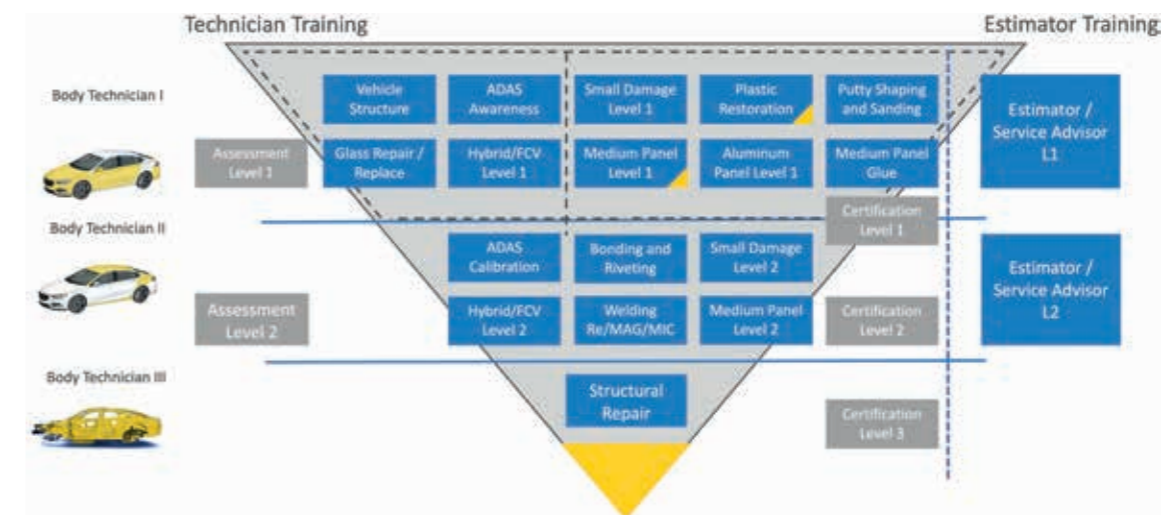 Technician Training
Estimator Training
Body Technician I
Vehicle
Structure
ADAS
Awareness
Small Damage
Level 1
Plastic
Restoration
Putty Shaping
and Sanding
Estimator /
Service Advisor
L1
Assessment
Level 1
Glass Repair /
Replace
Hybrid/FCV
Level 1
Medium Panel
Level 1
Aluminum
Panel Level 1
Medium Panel
Glue
Certification
Level 1
Body Technician II
ADAS
Calibration
Bonding and
Riveting
Small Damage
Level 2
Estimator /
Service Advisor
L2
Assessment
Level 2
Hybrid/FCV
Level 2
Welding
Re/MAG/MIC
Medium Panel
Level 2
Certification
Level 2
Body Technician III
Structural
Repair
Certification
Level 3